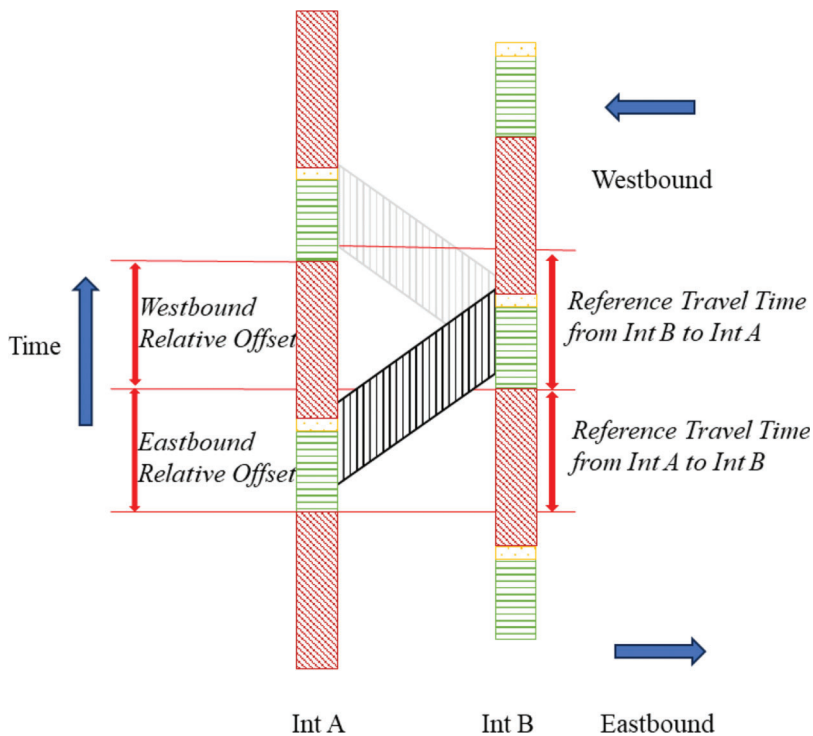 Westbound
Westbound
Relative Offset
Reference Travel Time
from Int B to Int A
Time
Eastbound
Relative Offset
Reference Travel Time
from Int A to Int B
Int A
Int B
Eastbound